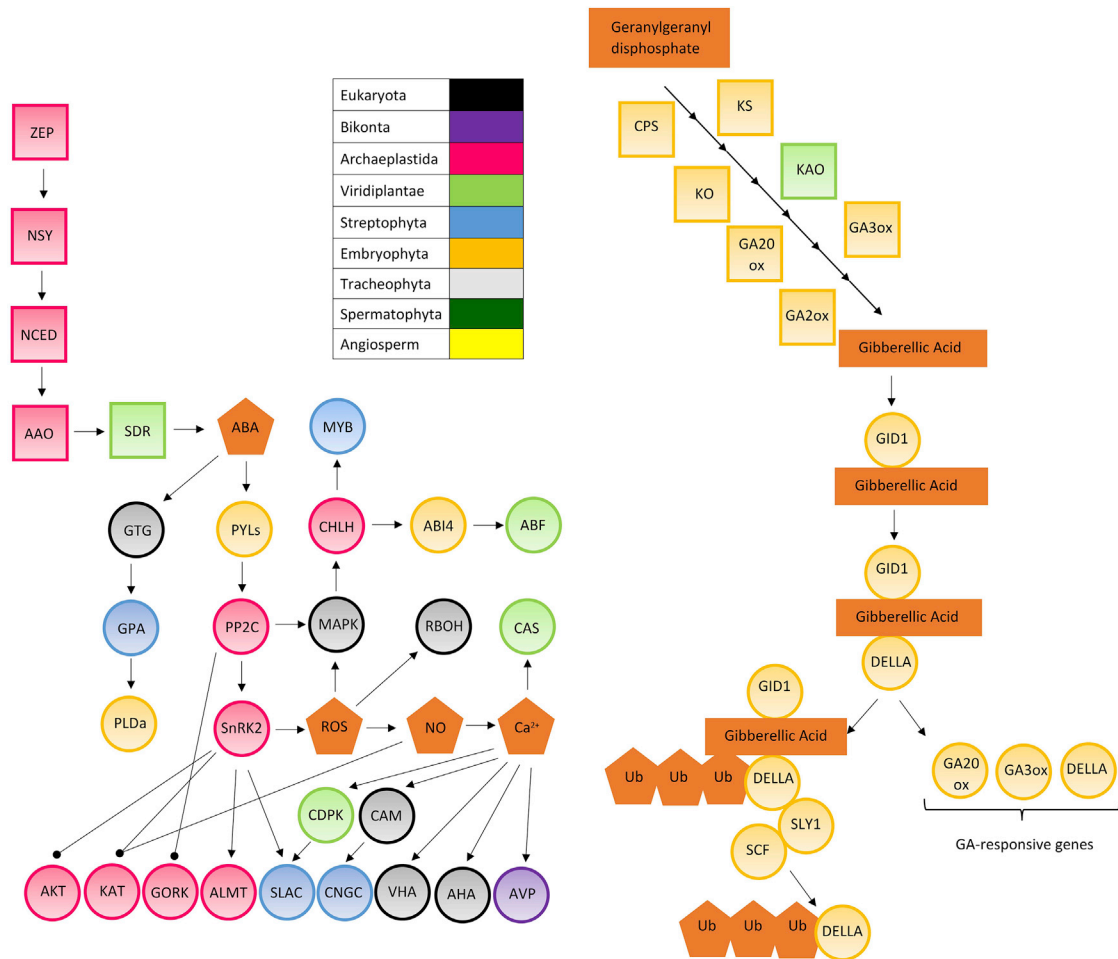 Geranylgeranyl
disphosphate
Eukaryota
Bikonta
Archaeplastida
Viridiplantae
Streptophyta
Embryophyta
Tracheophyta
Spermatophyta
Angiosperm
ZEP
NSY
NCED
AAO
SDR
ABA
MYB
GTG
PYLs
CHLH
ABI4
ABF
GPA
PP2C
MAPK
RBOH
CAS
PLDa
SnRK2
ROS
NO
Ca²⁺
CDPK
CAM
AKT
KAT
GORK
ALMT
SLAC
CNGC
VHA
AHA
AVP
KS
CPS
KAO
KO
GA3ox
GA20
ox
GA2ox
Gibberellic Acid
GID1
Gibberellic Acid
GID1
Gibberellic Acid
DELLA
GID1
Gibberellic Acid
Ub
Ub
Ub
DELLA
SLY1
SCF
Ub
Ub
Ub
DELLA
GA20
ox
GA3ox
DELLA
GA-responsive genes